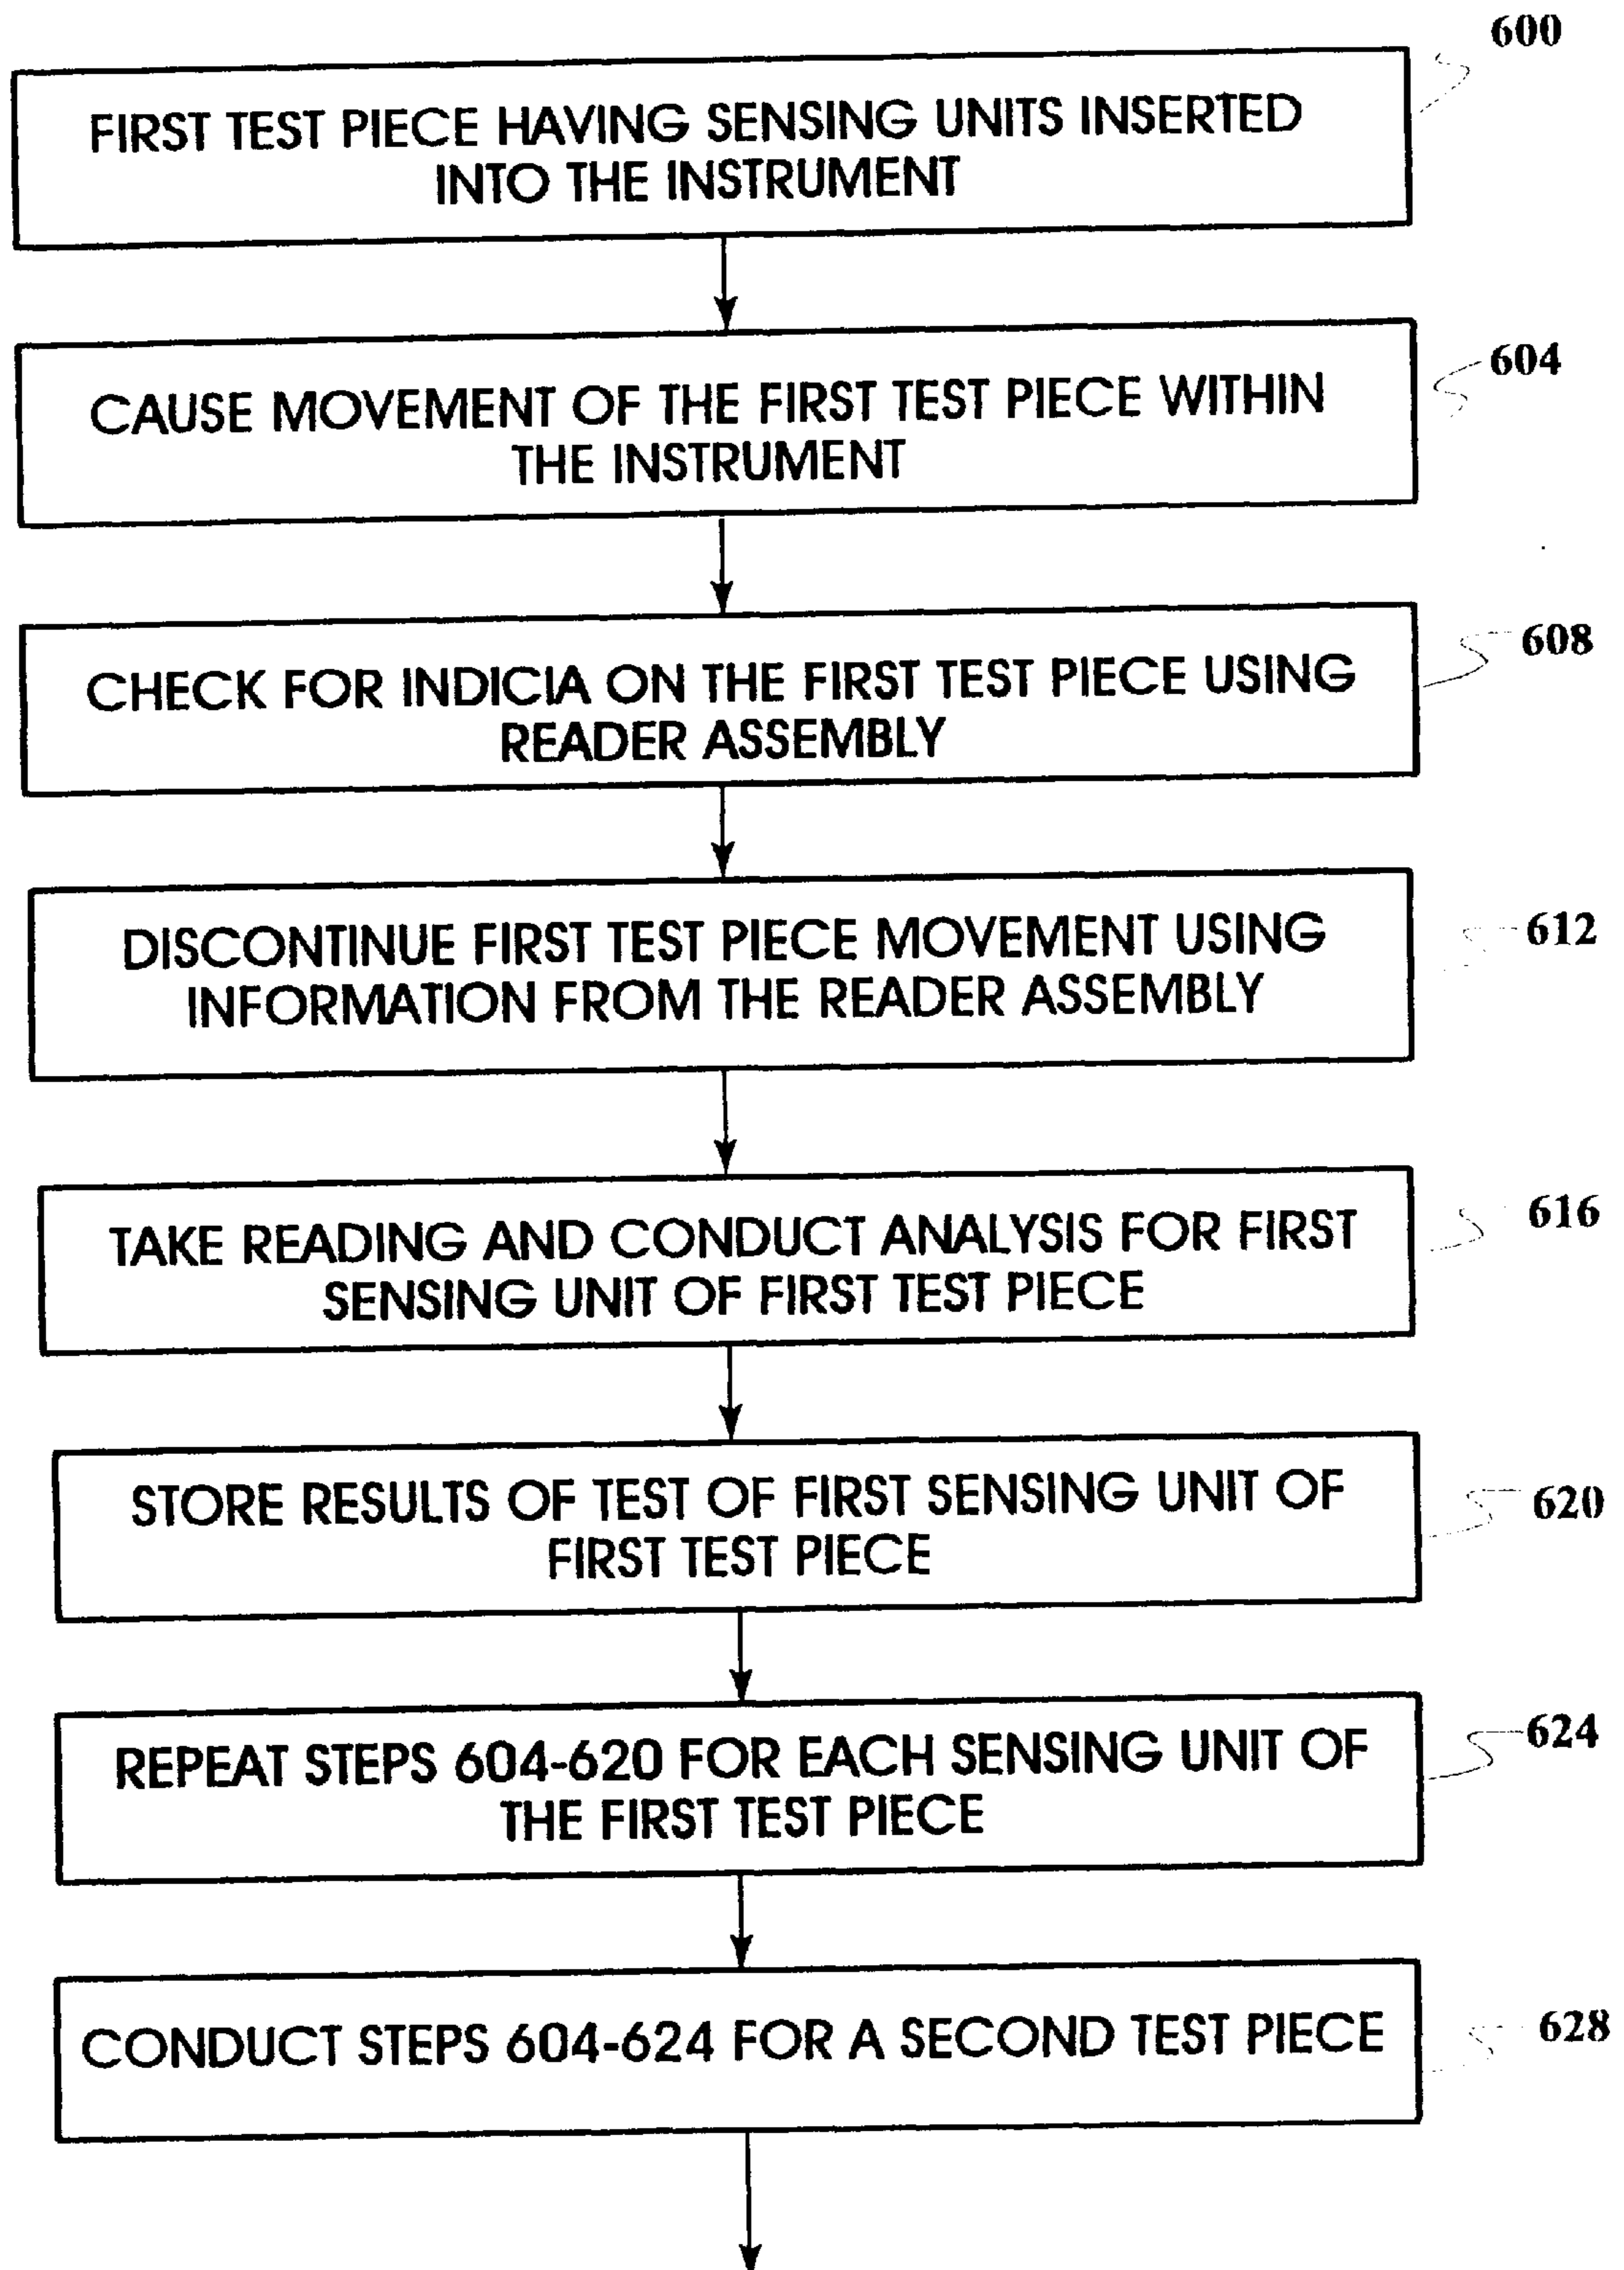 600
FIRST TEST PIECE HAVING SENSING UNITS INSERTED
INTO THE INSTRUMENT
604
CAUSE MOVEMENT OF THE FIRST TEST PIECE WITHIN
THE INSTRUMENT
608
CHECK FOR INDICIA ON THE FIRST TEST PIECE USING
READER ASSEMBLY
612
DISCONTINUE FIRST TEST PIECE MOVEMENT USING
INFORMATION FROM THE READER ASSEMBLY
616
TAKE READING AND CONDUCT ANALYSIS FOR FIRST
SENSING UNIT OF FIRST TEST PIECE
620
STORE RESULTS OF TEST OF FIRST SENSING UNIT OF
FIRST TEST PIECE
624
REPEAT STEPS 604-620 FOR EACH SENSING UNIT OF
THE FIRST TEST PIECE
628
CONDUCT STEPS 604-624 FOR A SECOND TEST PIECE